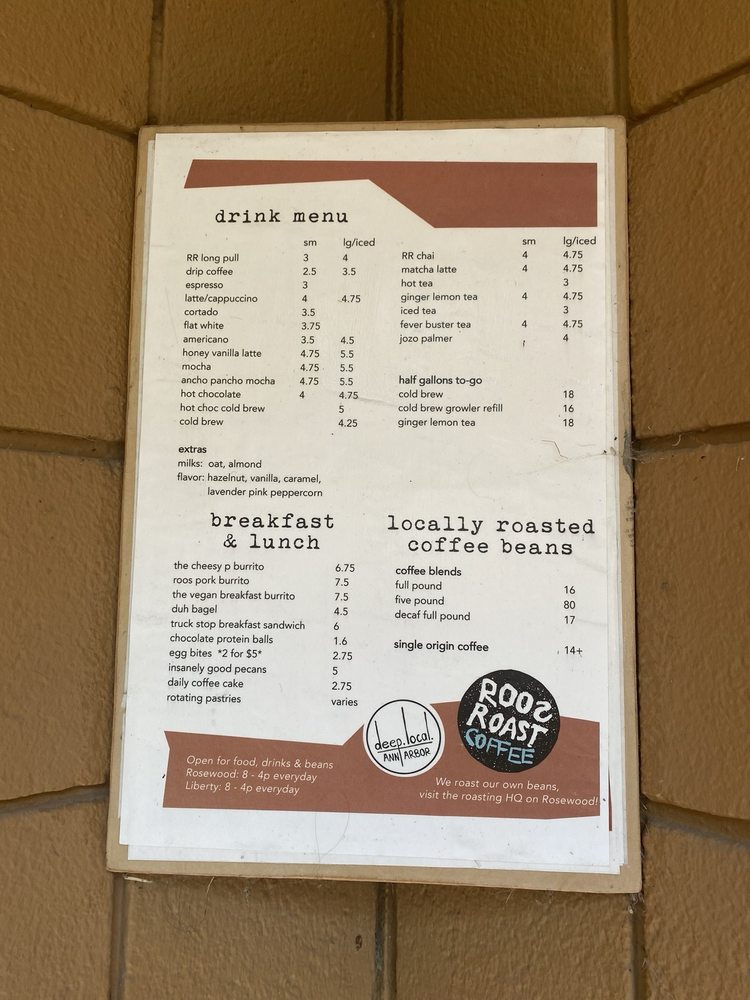 drink menu
sm lg/iced
RR long pull 3 4
drip coffee 2.5 3.5
espresso 3
latte/cappuccino 4 4.75
cortado 3.5
flat white 3.75
americano 3.5 4.5
honey vanilla latte 4.75 5.5
mocha 4.75 5.5
ancho pancho mocha 4.75 5.5
hot chocolate 4 4.75
hot choc cold brew 5
cold brew 4.25
sm lg/iced
RR chai 4 4.75
matcha latte 4 4.75
hot tea 3
ginger lemon tea 4 4.75
iced tea 3
fever buster tea 4 4.75
jozo palmer 4
half gallons to-go
cold brew 18
cold brew growler refill 16
ginger lemon tea 18
extras
milks: oat, almond
flavor: hazelnut, vanilla, caramel,
lavender pink peppercorn
breakfast
& lunch
the cheesy p burrito 6.75
roos pork burrito 7.5
the vegan breakfast burrito 7.5
duh bagel 4.5
truck stop breakfast sandwich 6
chocolate protein balls 1.6
egg bites *2 for $5* 2.75
insanely good pecans 5
daily coffee cake 2.75
rotating pastries varies
locally roasted
coffee beans
coffee blends
full pound 16
five pound 80
decaf full pound 17
single origin coffee 14+
deep.local.
ANN ARBOR
ROOS
ROAST
COFFEE
Open for food, drinks & beans
Rosewood: 8 - 4p everyday
Liberty: 8 - 4p everyday
We roast our own beans,
visit the roasting HQ on Rosewood!